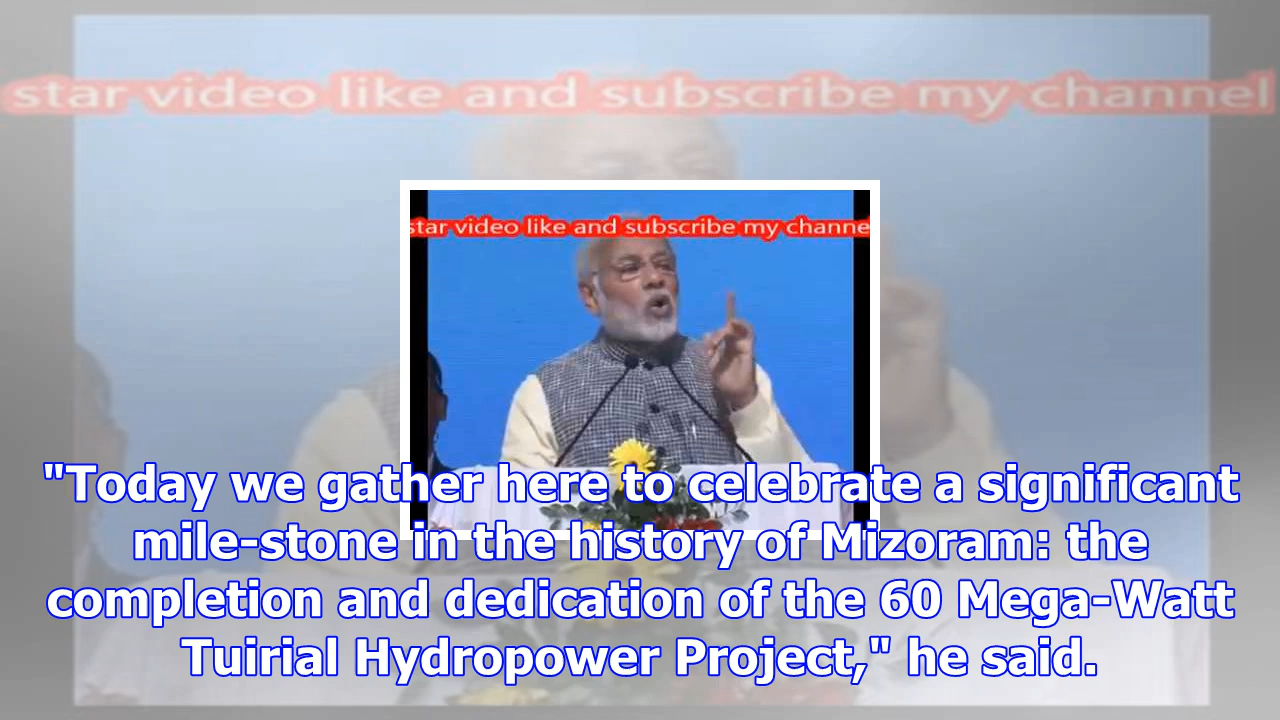 star video like and subscribe my channel
star video like and subscribe my channe
"Today we gather here to celebrate a significant
mile-stone in the history of Mizoram: the
completion and dedication of the 60 Mega-Watt
Tuirial Hydropower Project," he said.